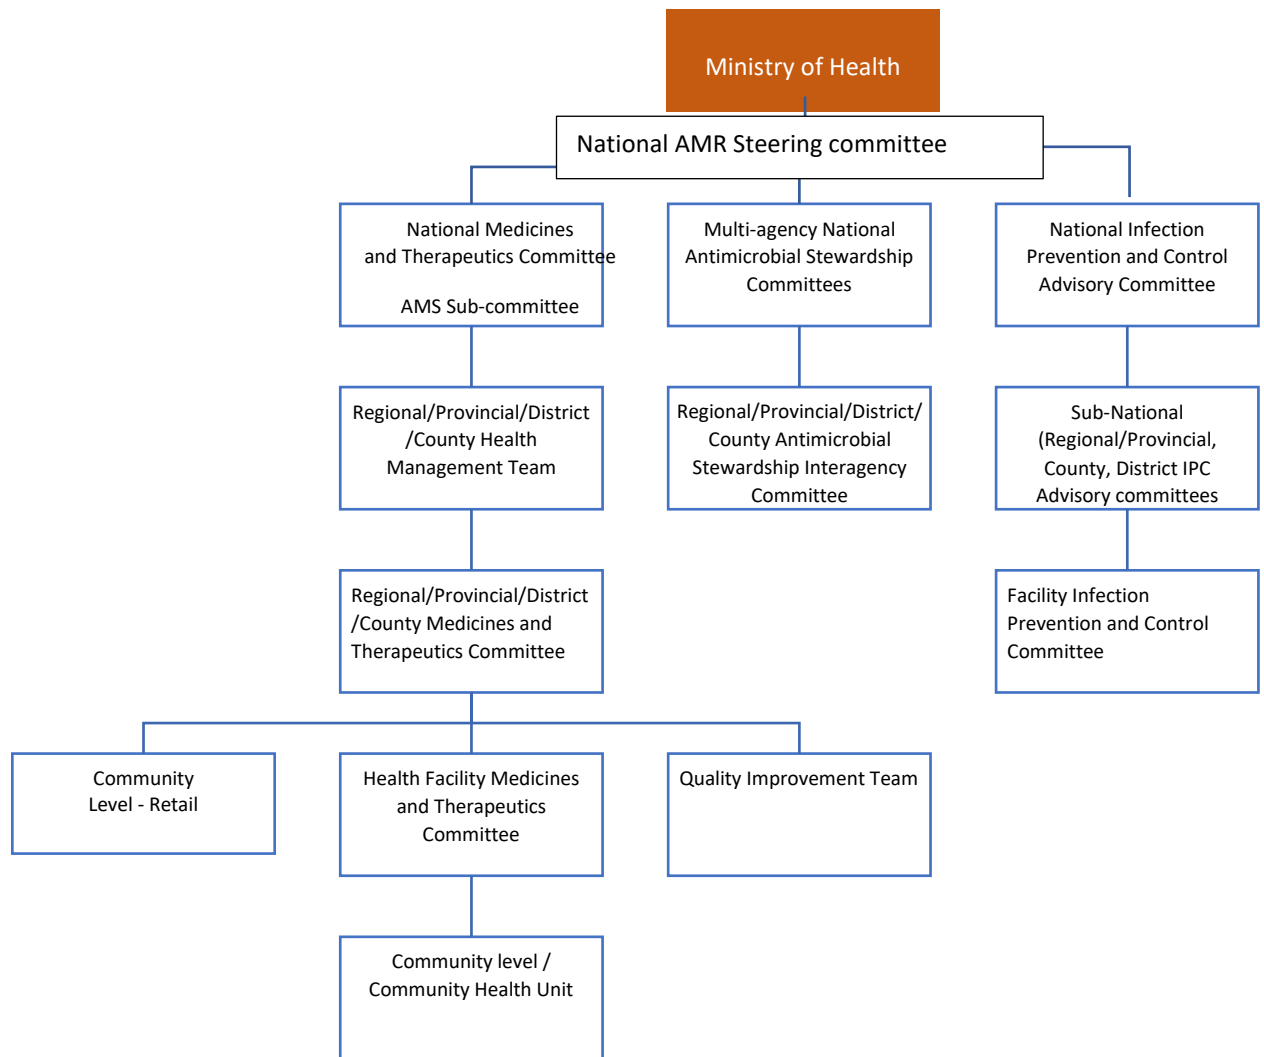 Ministry of Health
National AMR Steering committee
National Medicines
and Therapeutics Committee
AMS Sub-committee
Multi-agency National
Antimicrobial Stewardship
Committees
National Infection
Prevention and Control
Advisory Committee
Regional/Provincial/District
/County Health
Management Team
Regional/Provincial/District/
County Antimicrobial
Stewardship Interagency
Committee
Sub-National
(Regional/Provincial,
County, District IPC
Advisory committees
Regional/Provincial/District
/County Medicines and
Therapeutics Committee
Facility Infection
Prevention and Control
Committee
Community
Level - Retail
Health Facility Medicines
and Therapeutics
Committee
Quality Improvement Team
Community level /
Community Health Unit